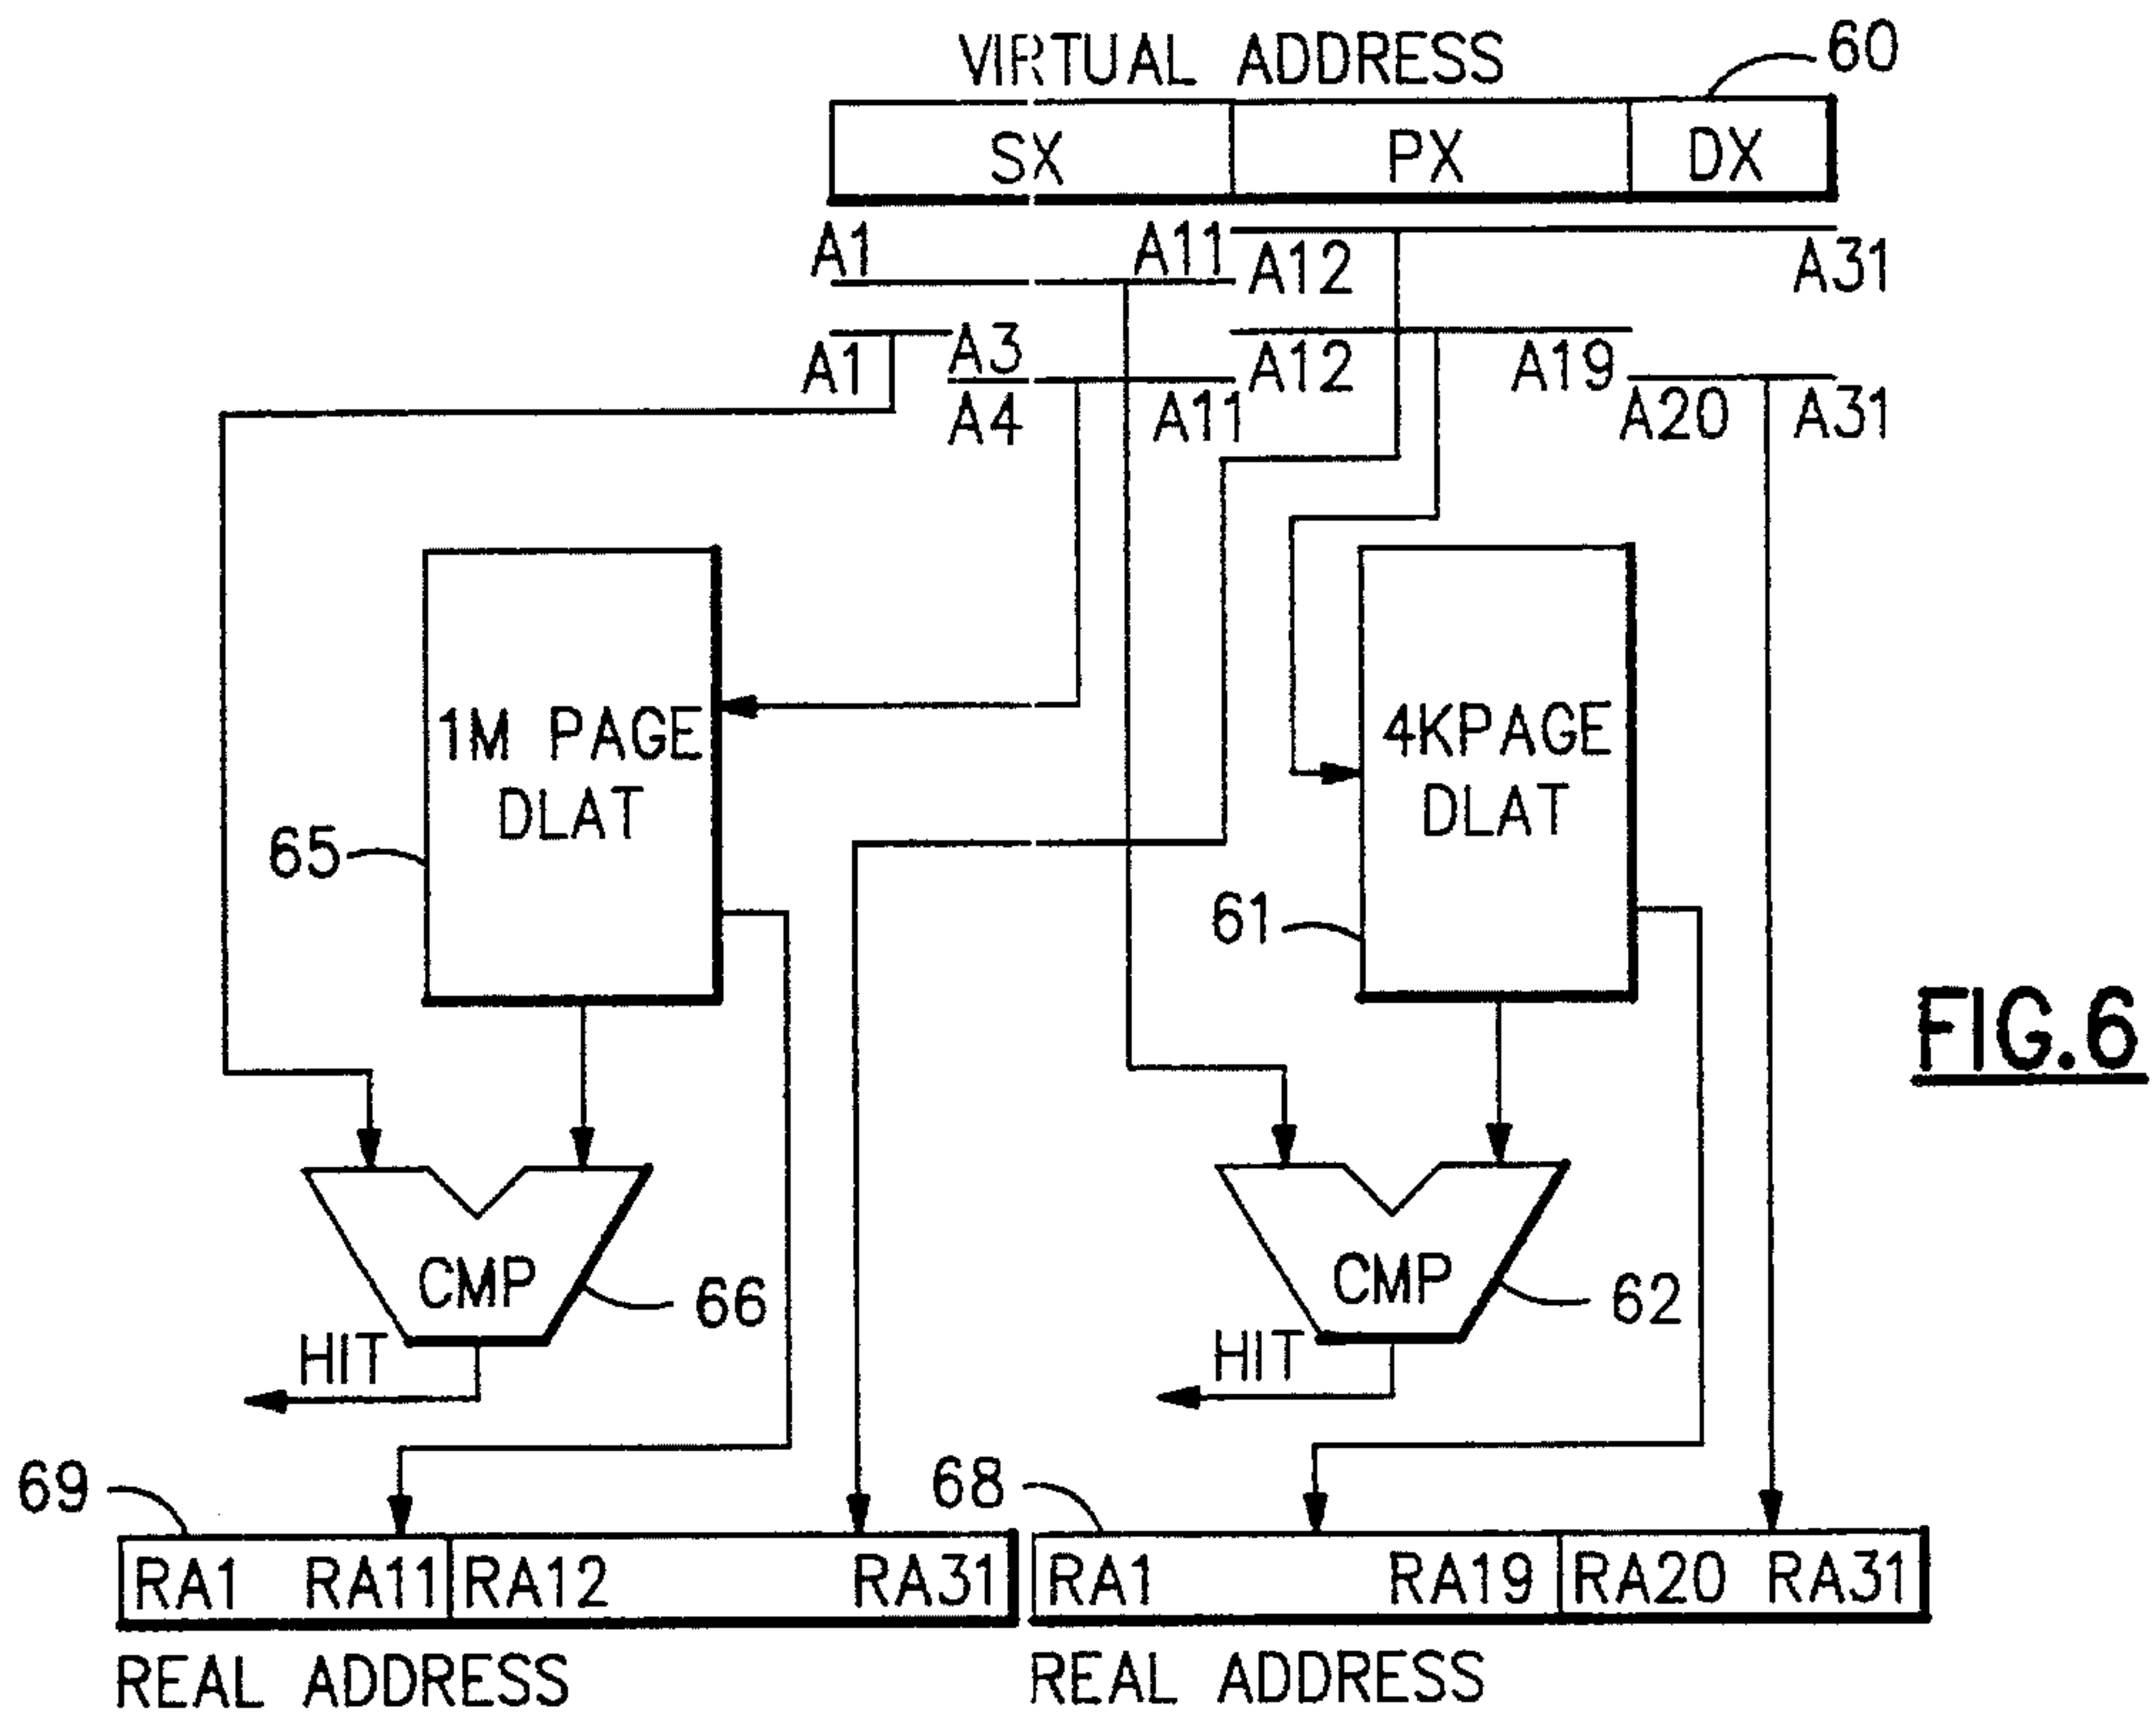 VIRTUAL ADDRESS
60
SX PX DX
A1 A11 A12 A31
A1 A3 A12 A19
A4 A11 A20 A31
1M PAGE
DLAT
65
4KPAGE
DLAT
61
FIG.6
CMP
66
HIT
CMP
62
HIT
69
RA1 RA11 RA12 RA31
REAL ADDRESS
68
RA1 RA19 RA20 RA31
REAL ADDRESS